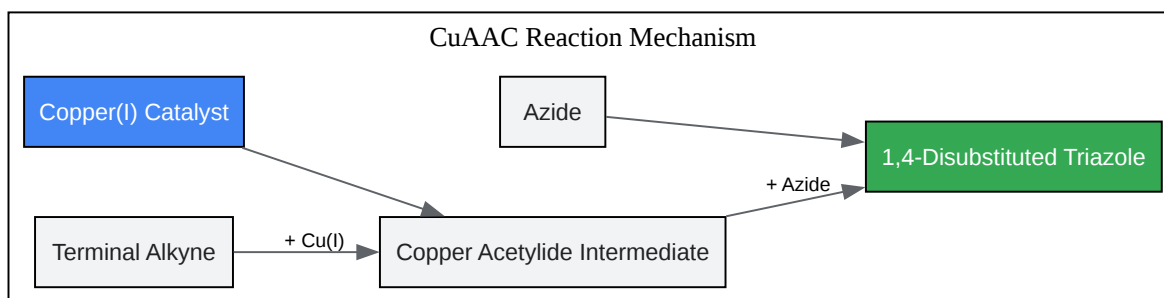 CuAAC Reaction Mechanism
Copper(I) Catalyst
Azide
1,4-Disubstituted Triazole
+ Azide
Terminal Alkyne
+ Cu(I)
Copper Acetylide Intermediate